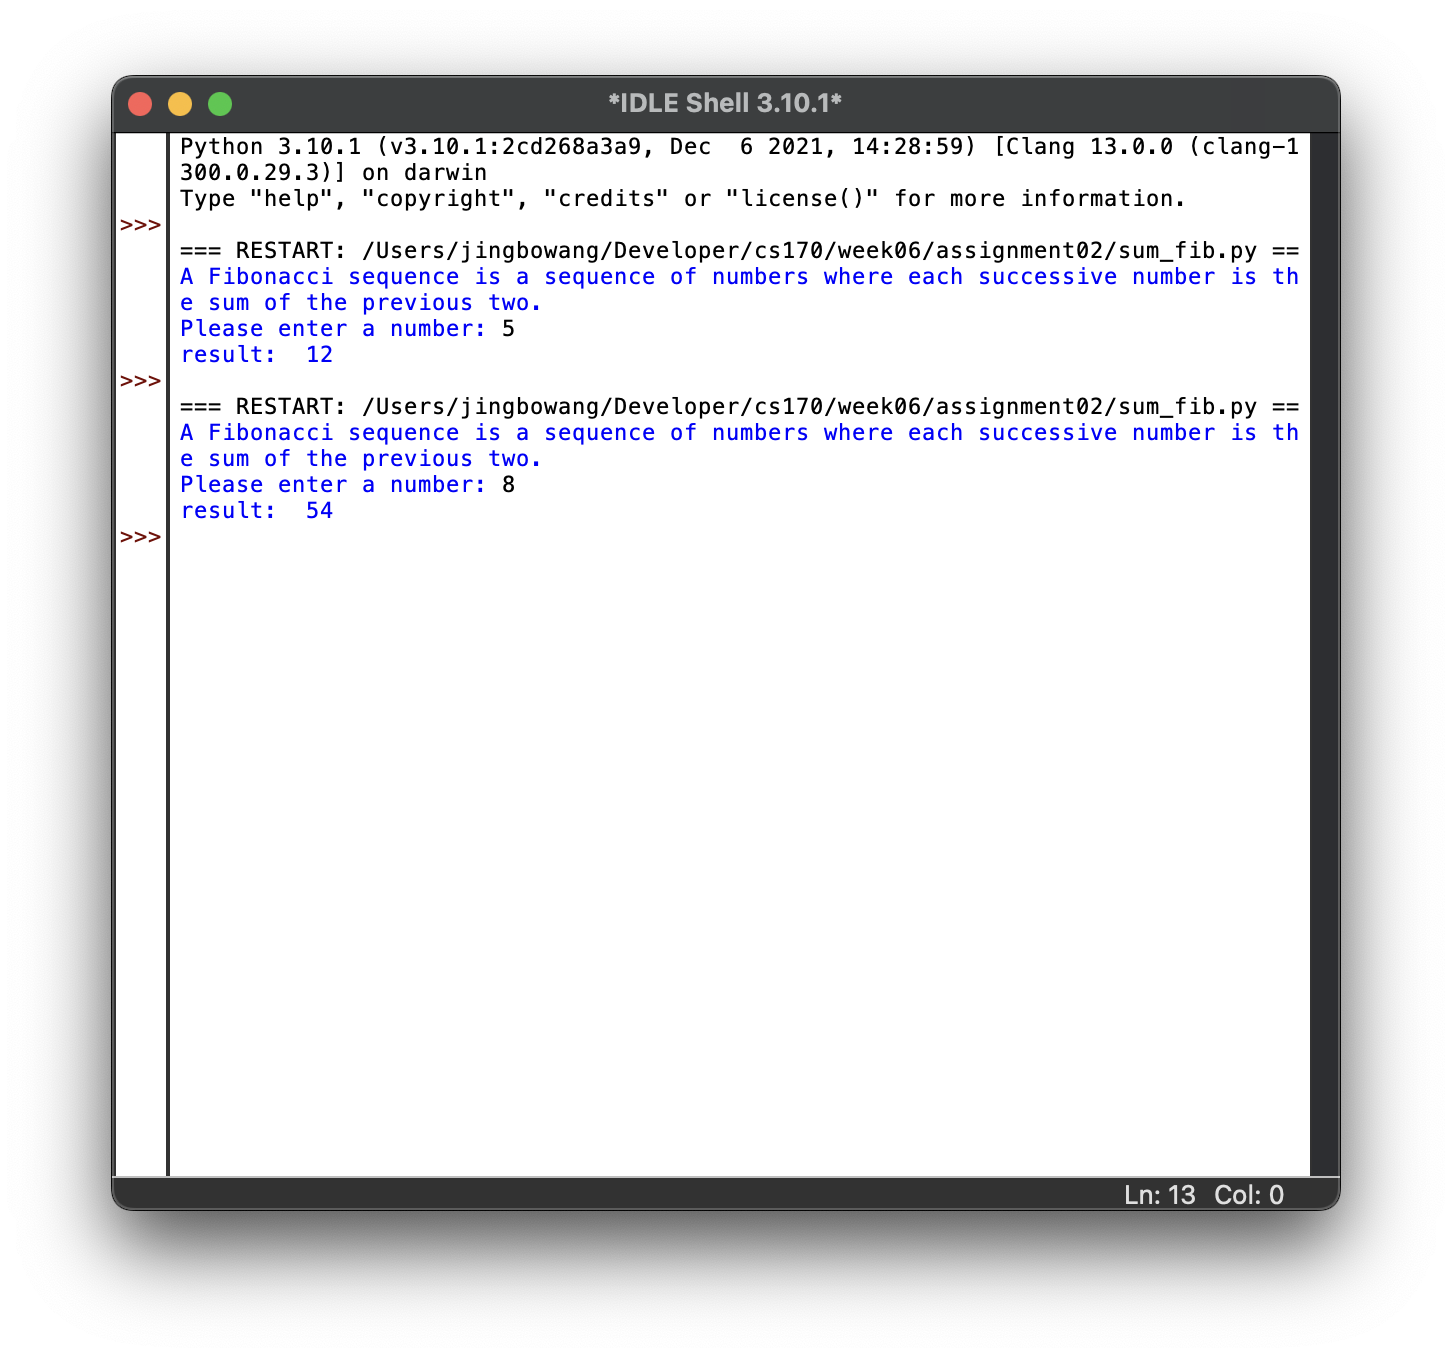 *IDLE Shell 3.10.1*
Python 3.10.1 (v3.10.1:2cd268a3a9, Dec  6 2021, 14:28:59) [Clang 13.0.0 (clang-1
300.0.29.3)] on darwin
Type "help", "copyright", "credits" or "license()" for more information.
>>>
=== RESTART: /Users/jingbowang/Developer/cs170/week06/assignment02/sum_fib.py ==
A Fibonacci sequence is a sequence of numbers where each successive number is th
e sum of the previous two.
Please enter a number: 5
result:  12
>>>
=== RESTART: /Users/jingbowang/Developer/cs170/week06/assignment02/sum_fib.py ==
A Fibonacci sequence is a sequence of numbers where each successive number is th
e sum of the previous two.
Please enter a number: 8
result:  54
>>>
Ln: 13  Col: 0